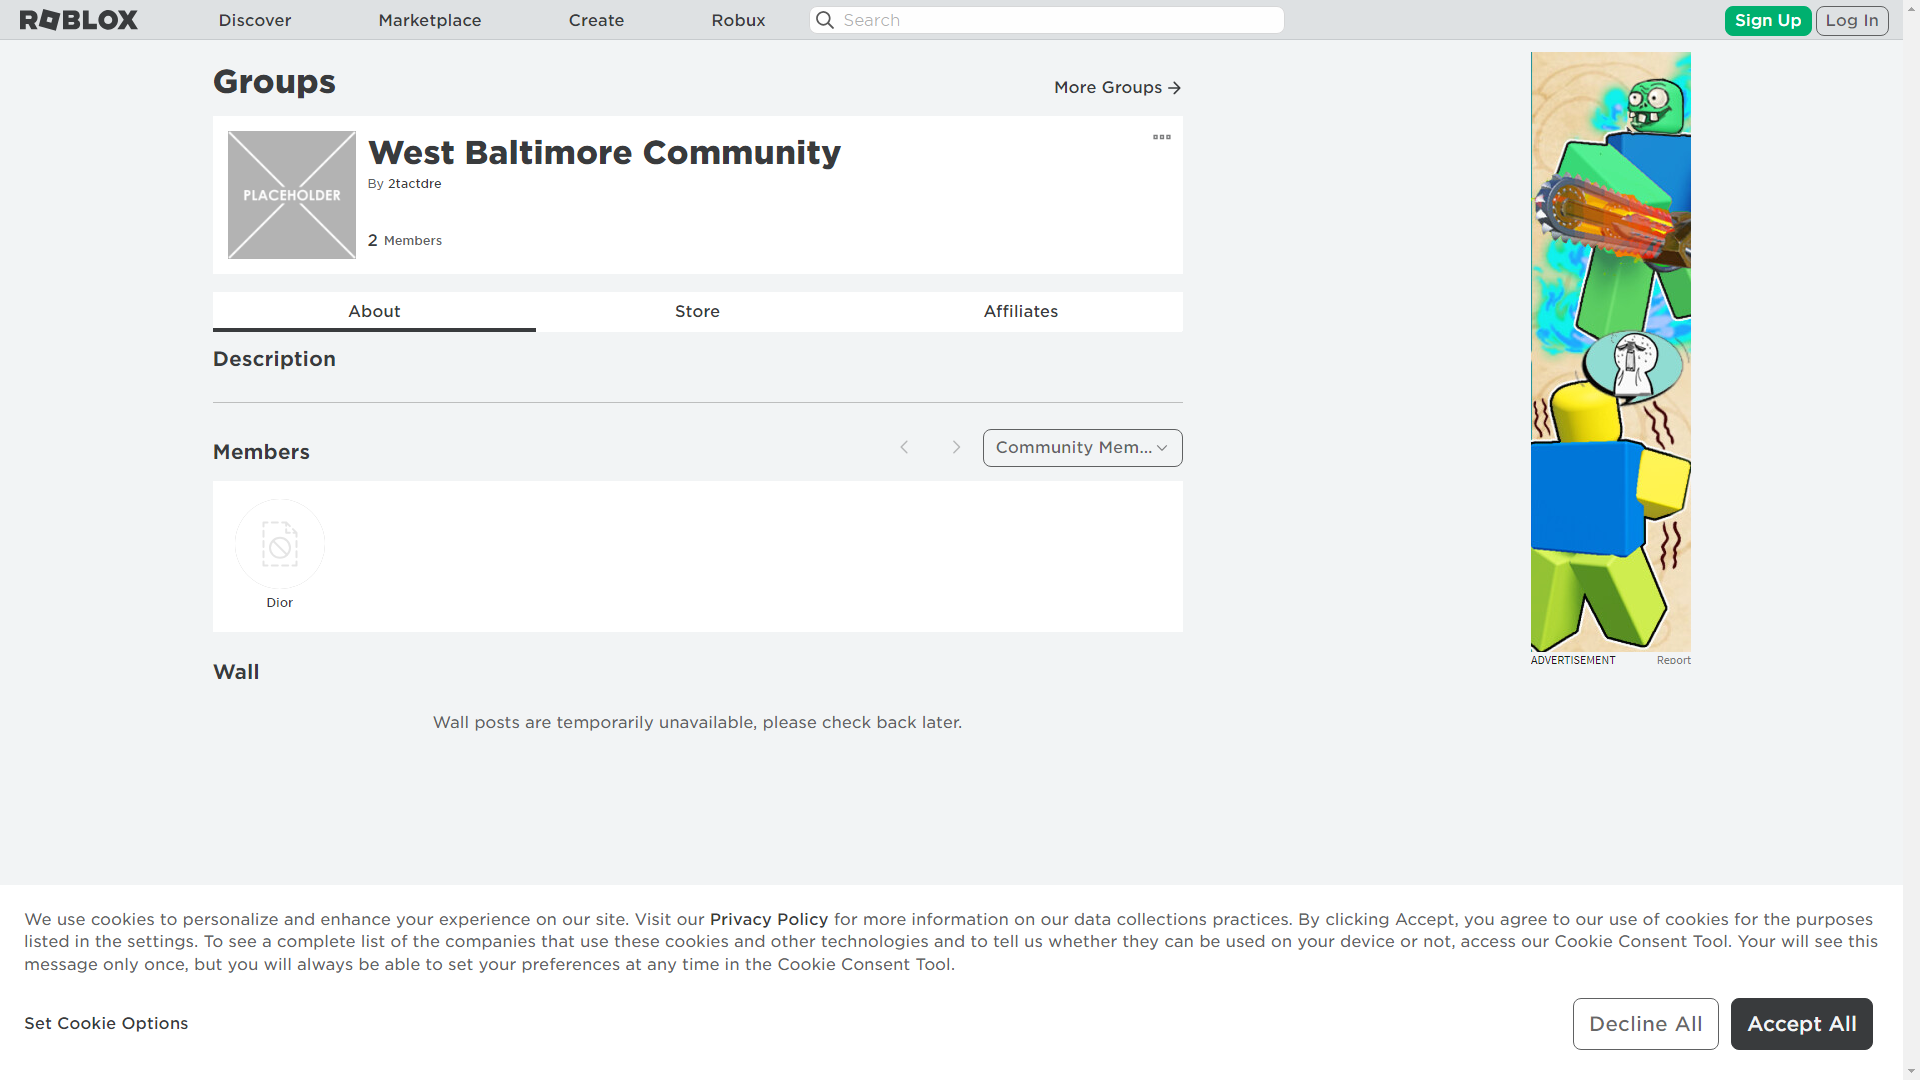 ROBLOX
Discover
Marketplace
Create
Robux
Search
Sign Up
Log In
Groups
More Groups
PLACEHOLDER
West Baltimore Community
By 2tactdre
2 Members
About
Store
Affiliates
Description
Members
Community Mem...
Dior
Wall
Wall posts are temporarily unavailable, please check back later.
ADVERTISEMENT
Report
We use cookies to personalize and enhance your experience on our site. Visit our Privacy Policy for more information on our data collections practices. By clicking Accept, you agree to our use of cookies for the purposes
listed in the settings. To see a complete list of the companies that use these cookies and other technologies and to tell us whether they can be used on your device or not, access our Cookie Consent Tool. Your will see this
message only once, but you will always be able to set your preferences at any time in the Cookie Consent Tool.
Set Cookie Options
Decline All
Accept All